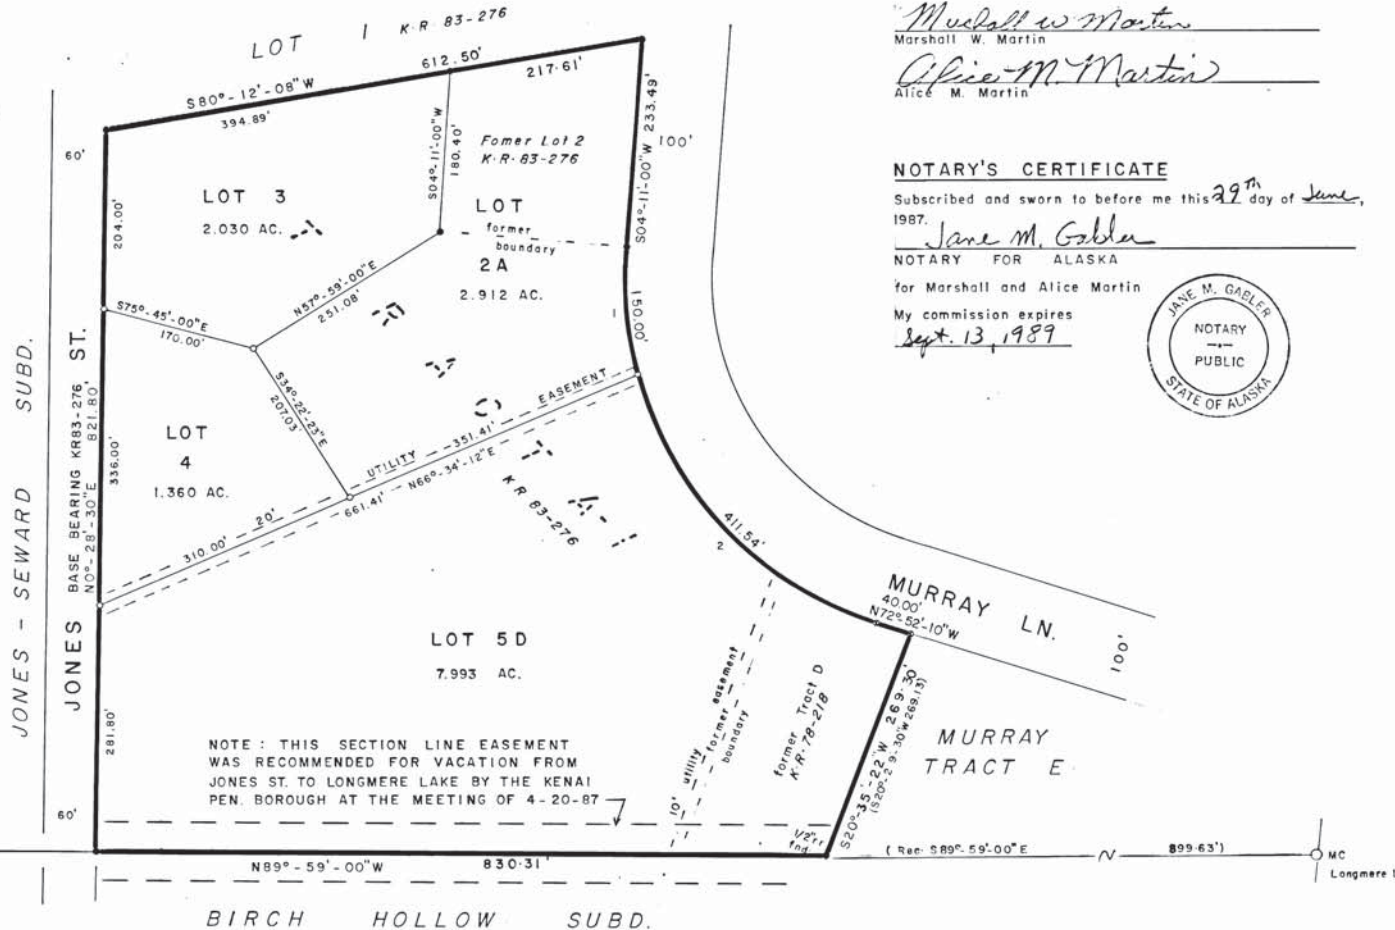 LOT 1 K.R 83-276
612.50'
S80°-12'-08"W
394.89'
217.61'
60'
204.00'
LOT 3
2.030 AC.
S04°-11'-00"W
180.40'
Fomer Lot 2
K.R. 83-276
LOT
former
boundary
2A
2.912 AC.
S04°-11'-00"W 233.49'
100'
1
150.00'
S75°-45'-00"E
170.00'
N57°-59'-00"E
251.08'
S34°-22'-23"E
207.03'
LOT
4
1.360 AC.
336.00'
JONES - SEWARD SUBD.
JONES ST.
BASE BEARING KR83-276
N0°-28'-30"E 821.80'
UTILITY 351.41' EASEMENT
20'
310.00'
661.41' N66°-34'-12"E
TRACT A-1
KR 83-276
411.54'
2
MURRAY LN.
40.00'
N72°-52'-10"W
100'
LOT 5D
7.993 AC.
281.80'
60'
NOTE : THIS SECTION LINE EASEMENT
WAS RECOMMENDED FOR VACATION FROM
JONES ST. TO LONGMERE LAKE BY THE KENAI
PEN. BOROUGH AT THE MEETING OF 4-20-87
10' utility easement
former boundary
former Tract D
K.R.-78-218
S20°-35'-22"W 269.30'
MURRAY
TRACT E
1/2"rr
fnd
N89°-59'-00"W 830.31'
( Rec. S89°-59'-00"E 899.63')
MC
BIRCH HOLLOW SUBD.
Marshall W. Martin
Marshall W. Martin
Alice M. Martin
Alice M. Martin
NOTARY'S CERTIFICATE
Subscribed and sworn to before me this 29th day of June,
1987.
Jane M. Gabler
NOTARY FOR ALASKA
for Marshall and Alice Martin
My commission expires
Sept. 13, 1989
JANE M. GABLER
NOTARY
PUBLIC
STATE OF ALASKA